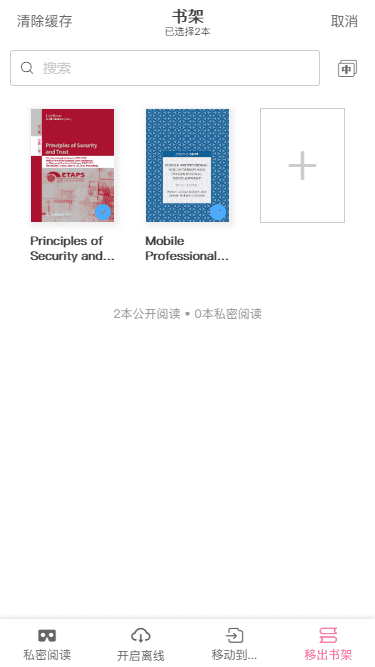 清除缓存
书架
取消
已选择2本
搜索
中
Principles of Security
and Trust
ETAPS
MOBILE PROFESSIONAL
VOLUNTARISM AND
INTERNATIONAL
DEVELOPMENT
Principles of
Security and...
Mobile
Professional...
2本公开阅读 • 0本私密阅读
私密阅读
开启离线
移动到...
移出书架